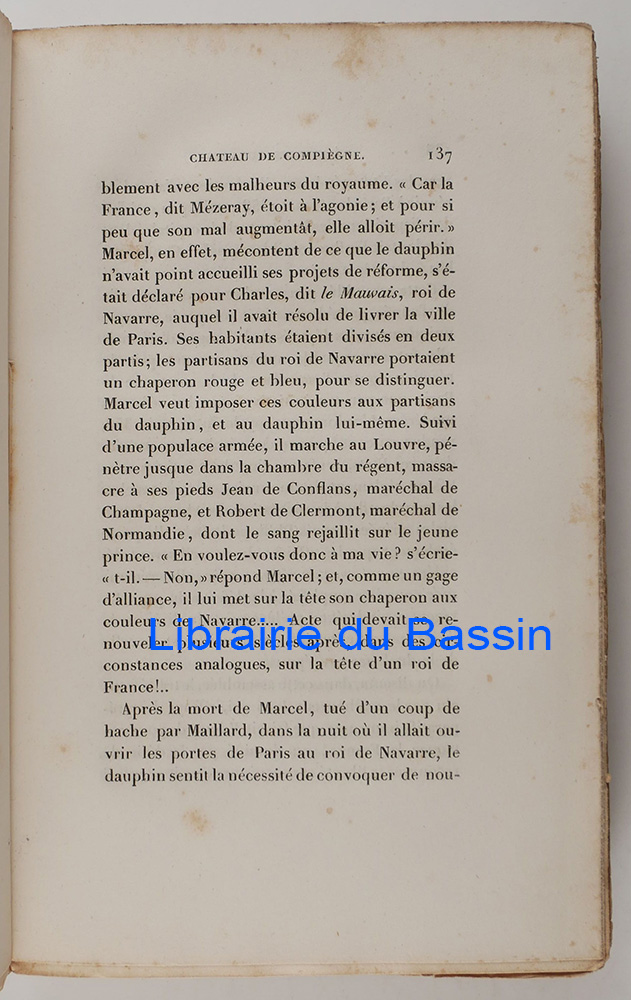 CHATEAU DE COMPIÈGNE. 137
blement avec les malheurs du royaume. « Car la
France, dit Mézeray, étoit à l'agonie; et pour si
peu que son mal augmentât, elle alloit périr. »
Marcel, en effet, mécontent de ce que le dauphin
n'avait point accueilli ses projets de réforme, s'é-
tait déclaré pour Charles, dit le Mauvais, roi de
Navarre, auquel il avait résolu de livrer la ville
de Paris. Ses habitants étaient divisés en deux
partis; les partisans du roi de Navarre portaient
un chaperon rouge et bleu, pour se distinguer.
Marcel veut imposer ces couleurs aux partisans
du dauphin, et au dauphin lui-même. Suivi
d'une populace armée, il marche au Louvre, pé-
nètre jusque dans la chambre du régent, massa-
cre à ses pieds Jean de Conflans, maréchal de
Champagne, et Robert de Clermont, maréchal de
Normandie, dont le sang rejaillit sur le jeune
prince. « En voulez-vous donc à ma vie? s'écrie-
« t-il. — Non, » répond Marcel; et, comme un gage
d'alliance, il lui met sur la tête son chaperon aux
couleurs de Navarre..... Acte qui devait se re-
nouveler plusieurs siècles après, dans des cir-
Librairie du Bassin
constances analogues, sur la tête d'un roi de
France!..
Après la mort de Marcel, tué d'un coup de
hache par Maillard, dans la nuit où il allait ou-
vrir les portes de Paris au roi de Navarre, le
dauphin sentit la nécessité de convoquer de nou-